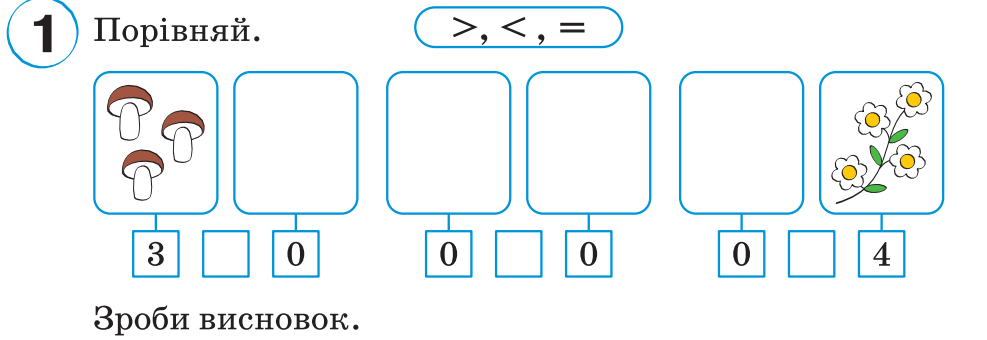 1 Порівняй. >, <, =
3 0 0 0 0 4
Зроби висновок.